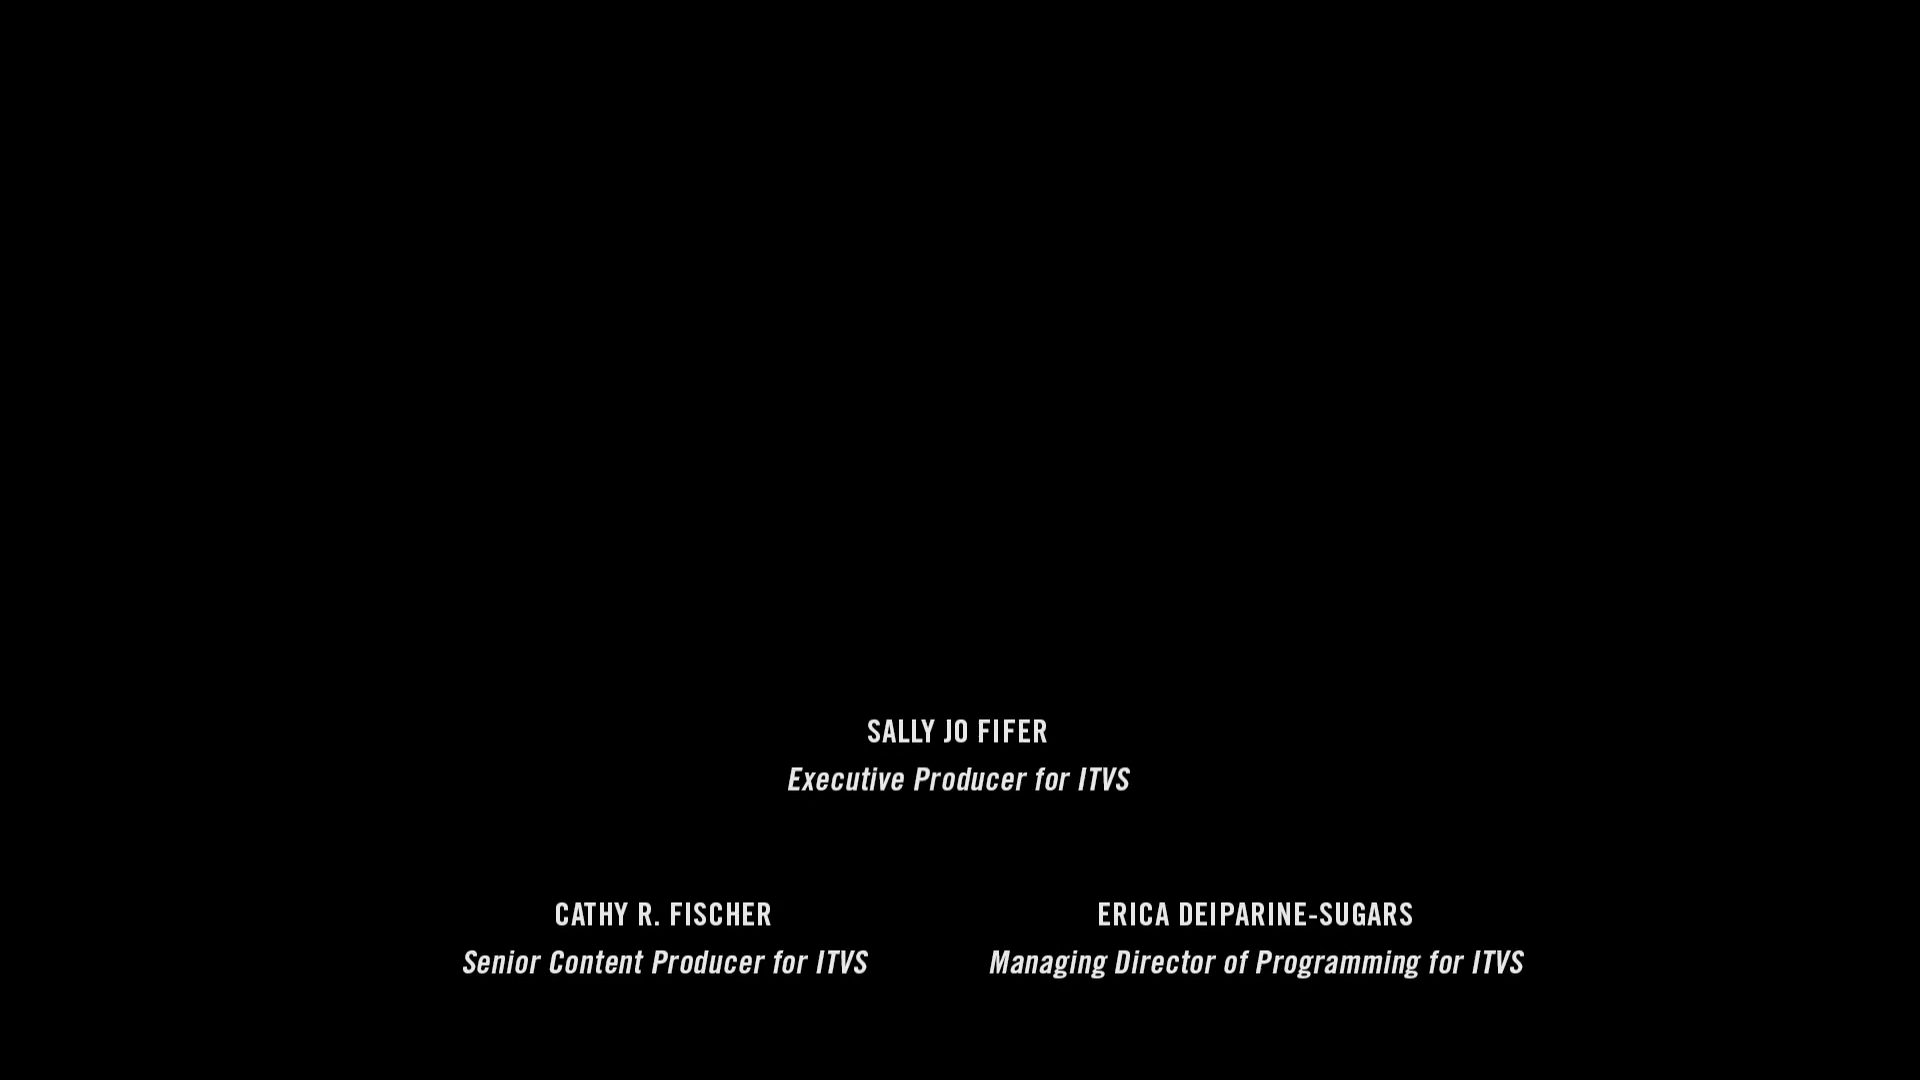 SALLY JO FIFER
Executive Producer for ITVS
CATHY R. FISCHER
Senior Content Producer for ITVS
ERICA DEIPARINE-SUGARS
Managing Director of Programming for ITVS